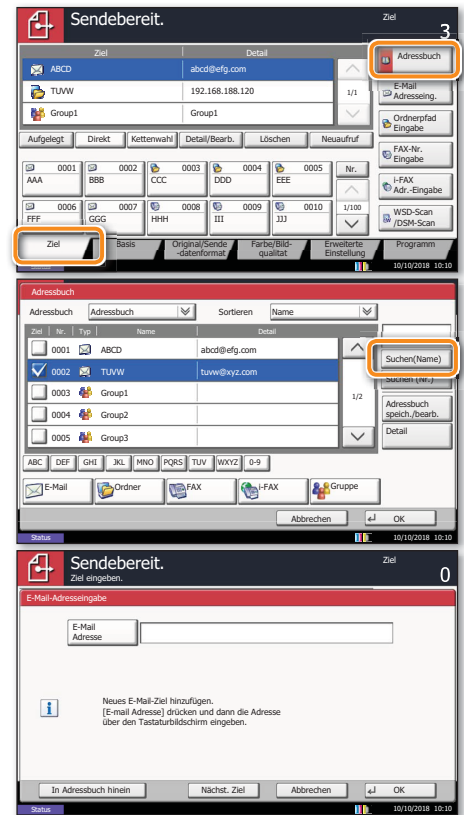 Sendebereit.
Ziel
3
Ziel Detail
ABCD abcd@efg.com
TUVW 192.168.188.120
Group1 Group1
1/1
Adressbuch
E-Mail
Adresseing.
Ordnerpfad
Eingabe
FAX-Nr.
Eingabe
i-FAX
Adr.-Eingabe
WSD-Scan
/DSM-Scan
Aufgelegt Direkt Kettenwahl Detail/Bearb. Löschen Neuaufruf
0001 0002 0003 0004 0005 Nr.
AAA BBB CCC DDD EEE
0006 0007 0008 0009 0010 1/100
FFF GGG HHH III JJJ
Ziel Basis Original/Sende
-datenformat Farbe/Bild-
qualitat Erweiterte
Einstellung Programm
10/10/2018 10:10
Adressbuch
Adressbuch Adressbuch Sortieren Name
Ziel Nr. Typ Name Detail
0001 ABCD abcd@efg.com
0002 TUVW tuvw@xyz.com
0003 Group1
0004 Group2
0005 Group3
1/2
Suchen(Name)
Suchen (Nr.)
Adressbuch
speich./bearb.
Detail
ABC DEF GHI JKL MNO PQRS TUV WXYZ 0-9
E-Mail Ordner FAX i-FAX Gruppe
Abbrechen OK
Status 10/10/2018 10:10
Sendebereit.
Ziel eingeben.
Ziel
0
E-Mail-Adresseingabe
E-Mail
Adresse
Neues E-Mail-Ziel hinzufügen.
[E-mail Adresse] drücken und dann die Adresse
über den Tastaturbildschirm eingeben.
In Adressbuch hinein Nächst. Ziel Abbrechen OK
Status 10/10/2018 10:10